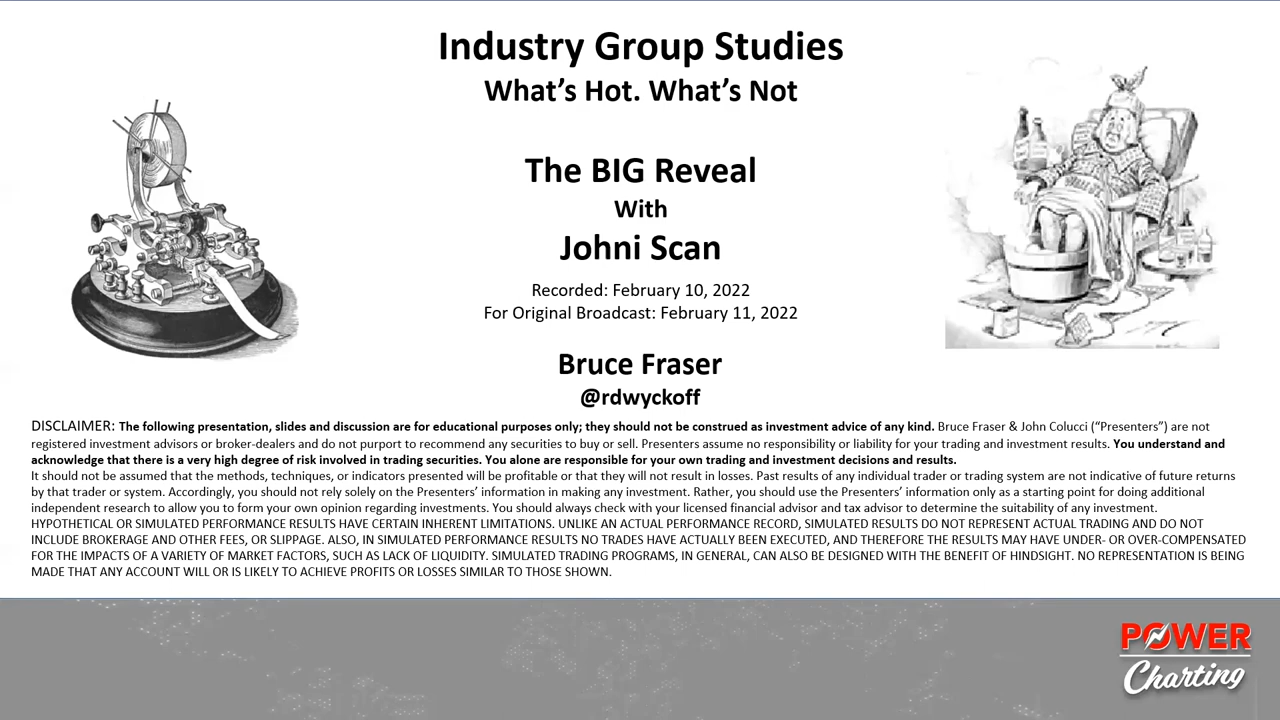 Industry Group Studies
What's Hot. What's Not
The BIG Reveal
With
Johni Scan
Recorded: February 10, 2022
For Original Broadcast: February 11, 2022
Bruce Fraser
@rdwyckoff
DISCLAIMER: The following presentation, slides and discussion are for educational purposes only; they should not be construed as investment advice of any kind. Bruce Fraser & John Colucci (“Presenters”) are not
registered investment advisors or broker-dealers and do not purport to recommend any securities to buy or sell. Presenters assume no responsibility or liability for your trading and investment results. You understand and
acknowledge that there is a very high degree of risk involved in trading securities. You alone are responsible for your own trading and investment decisions and results.
It should not be assumed that the methods, techniques, or indicators presented will be profitable or that they will not result in losses. Past results of any individual trader or trading system are not indicative of future returns
by that trader or system. Accordingly, you should not rely solely on the Presenters’ information in making any investment. Rather, you should use the Presenters’ information only as a starting point for doing additional
independent research to allow you to form your own opinion regarding investments. You should always check with your licensed financial advisor and tax advisor to determine the suitability of any investment.
HYPOTHETICAL OR SIMULATED PERFORMANCE RESULTS HAVE CERTAIN INHERENT LIMITATIONS. UNLIKE AN ACTUAL PERFORMANCE RECORD, SIMULATED RESULTS DO NOT REPRESENT ACTUAL TRADING AND DO NOT
INCLUDE BROKERAGE AND OTHER FEES, OR SLIPPAGE. ALSO, IN SIMULATED PERFORMANCE RESULTS NO TRADES HAVE ACTUALLY BEEN EXECUTED, AND THEREFORE THE RESULTS MAY HAVE UNDER- OR OVER-COMPENSATED
FOR THE IMPACTS OF A VARIETY OF MARKET FACTORS, SUCH AS LACK OF LIQUIDITY. SIMULATED TRADING PROGRAMS, IN GENERAL, CAN ALSO BE DESIGNED WITH THE BENEFIT OF HINDSIGHT. NO REPRESENTATION IS BEING
MADE THAT ANY ACCOUNT WILL OR IS LIKELY TO ACHIEVE PROFITS OR LOSSES SIMILAR TO THOSE SHOWN.
POWER
Charting